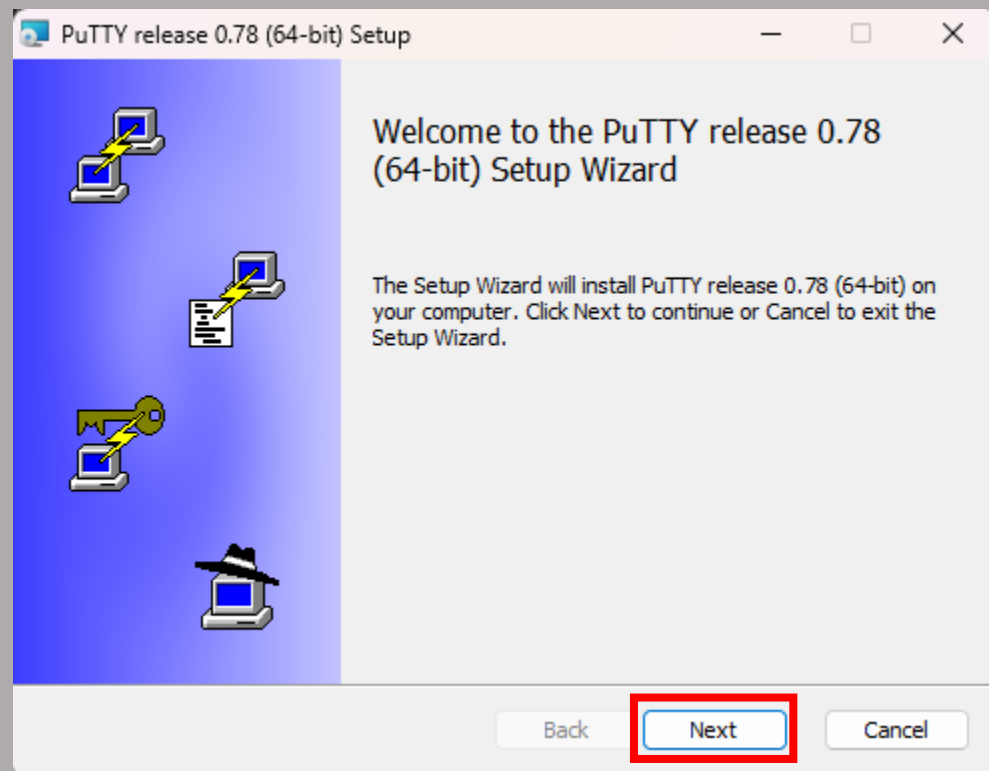 PuTTY release 0.78 (64-bit) Setup
Welcome to the PuTTY release 0.78
(64-bit) Setup Wizard
The Setup Wizard will install PuTTY release 0.78 (64-bit) on
your computer. Click Next to continue or Cancel to exit the
Setup Wizard.
Back Next Cancel